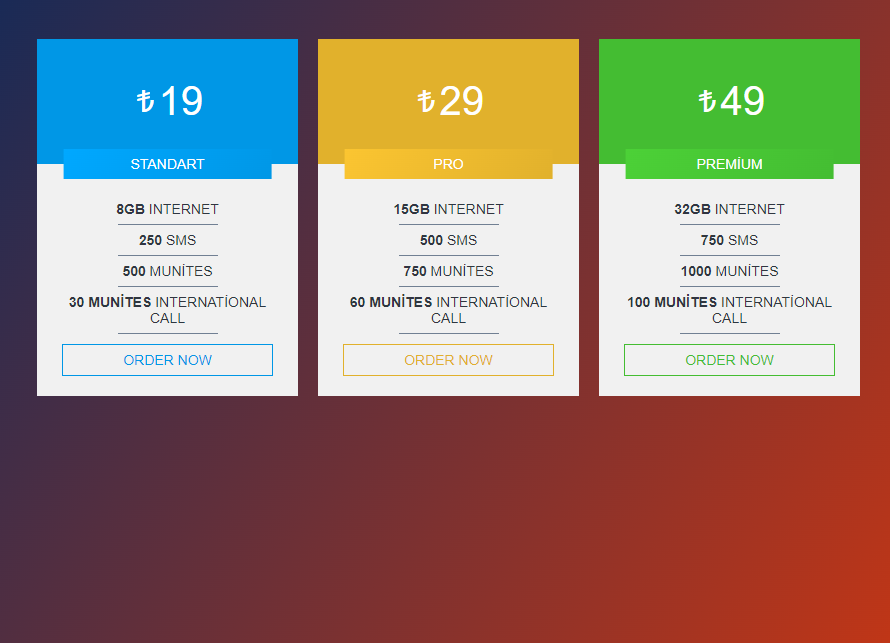 ₺19
STANDART
8GB INTERNET
250 SMS
500 MUNİTES
30 MUNİTES INTERNATİONAL
CALL
ORDER NOW
₺29
PRO
15GB INTERNET
500 SMS
750 MUNİTES
60 MUNİTES INTERNATİONAL
CALL
ORDER NOW
₺49
PREMİUM
32GB INTERNET
750 SMS
1000 MUNİTES
100 MUNİTES INTERNATİONAL
CALL
ORDER NOW